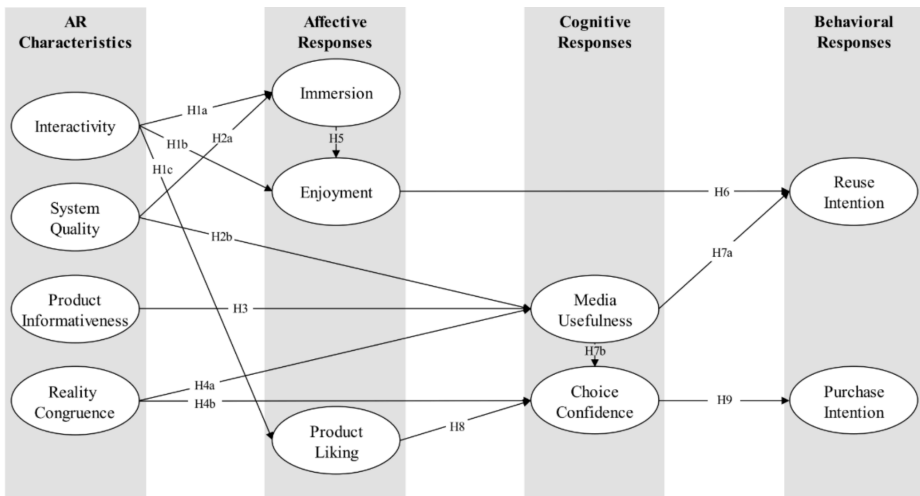 AR
Characteristics
Affective
Responses
Cognitive
Responses
Behavioral
Responses
Interactivity
System
Quality
Product
Informativeness
Reality
Congruence
Immersion
Enjoyment
Product
Liking
Media
Usefulness
Choice
Confidence
Reuse
Intention
Purchase
Intention
H1a
H1b
H1c
H2a
H2b
H3
H4a
H4b
H5
H6
H7a
H7b
H8
H9